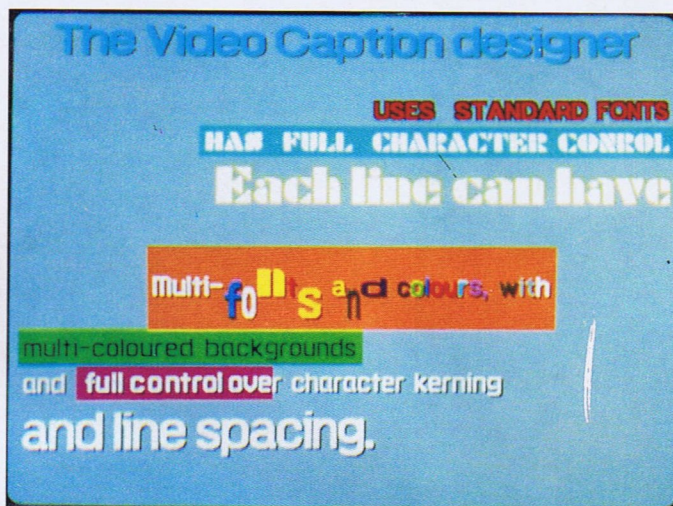 The Video Caption designer
USES STANDARD FONTS
HAS FULL CHARACTER CONROL
Each line can have
Multi-fonts and colours, with
multi-coloured backgrounds
and full control over character kerning
and line spacing.